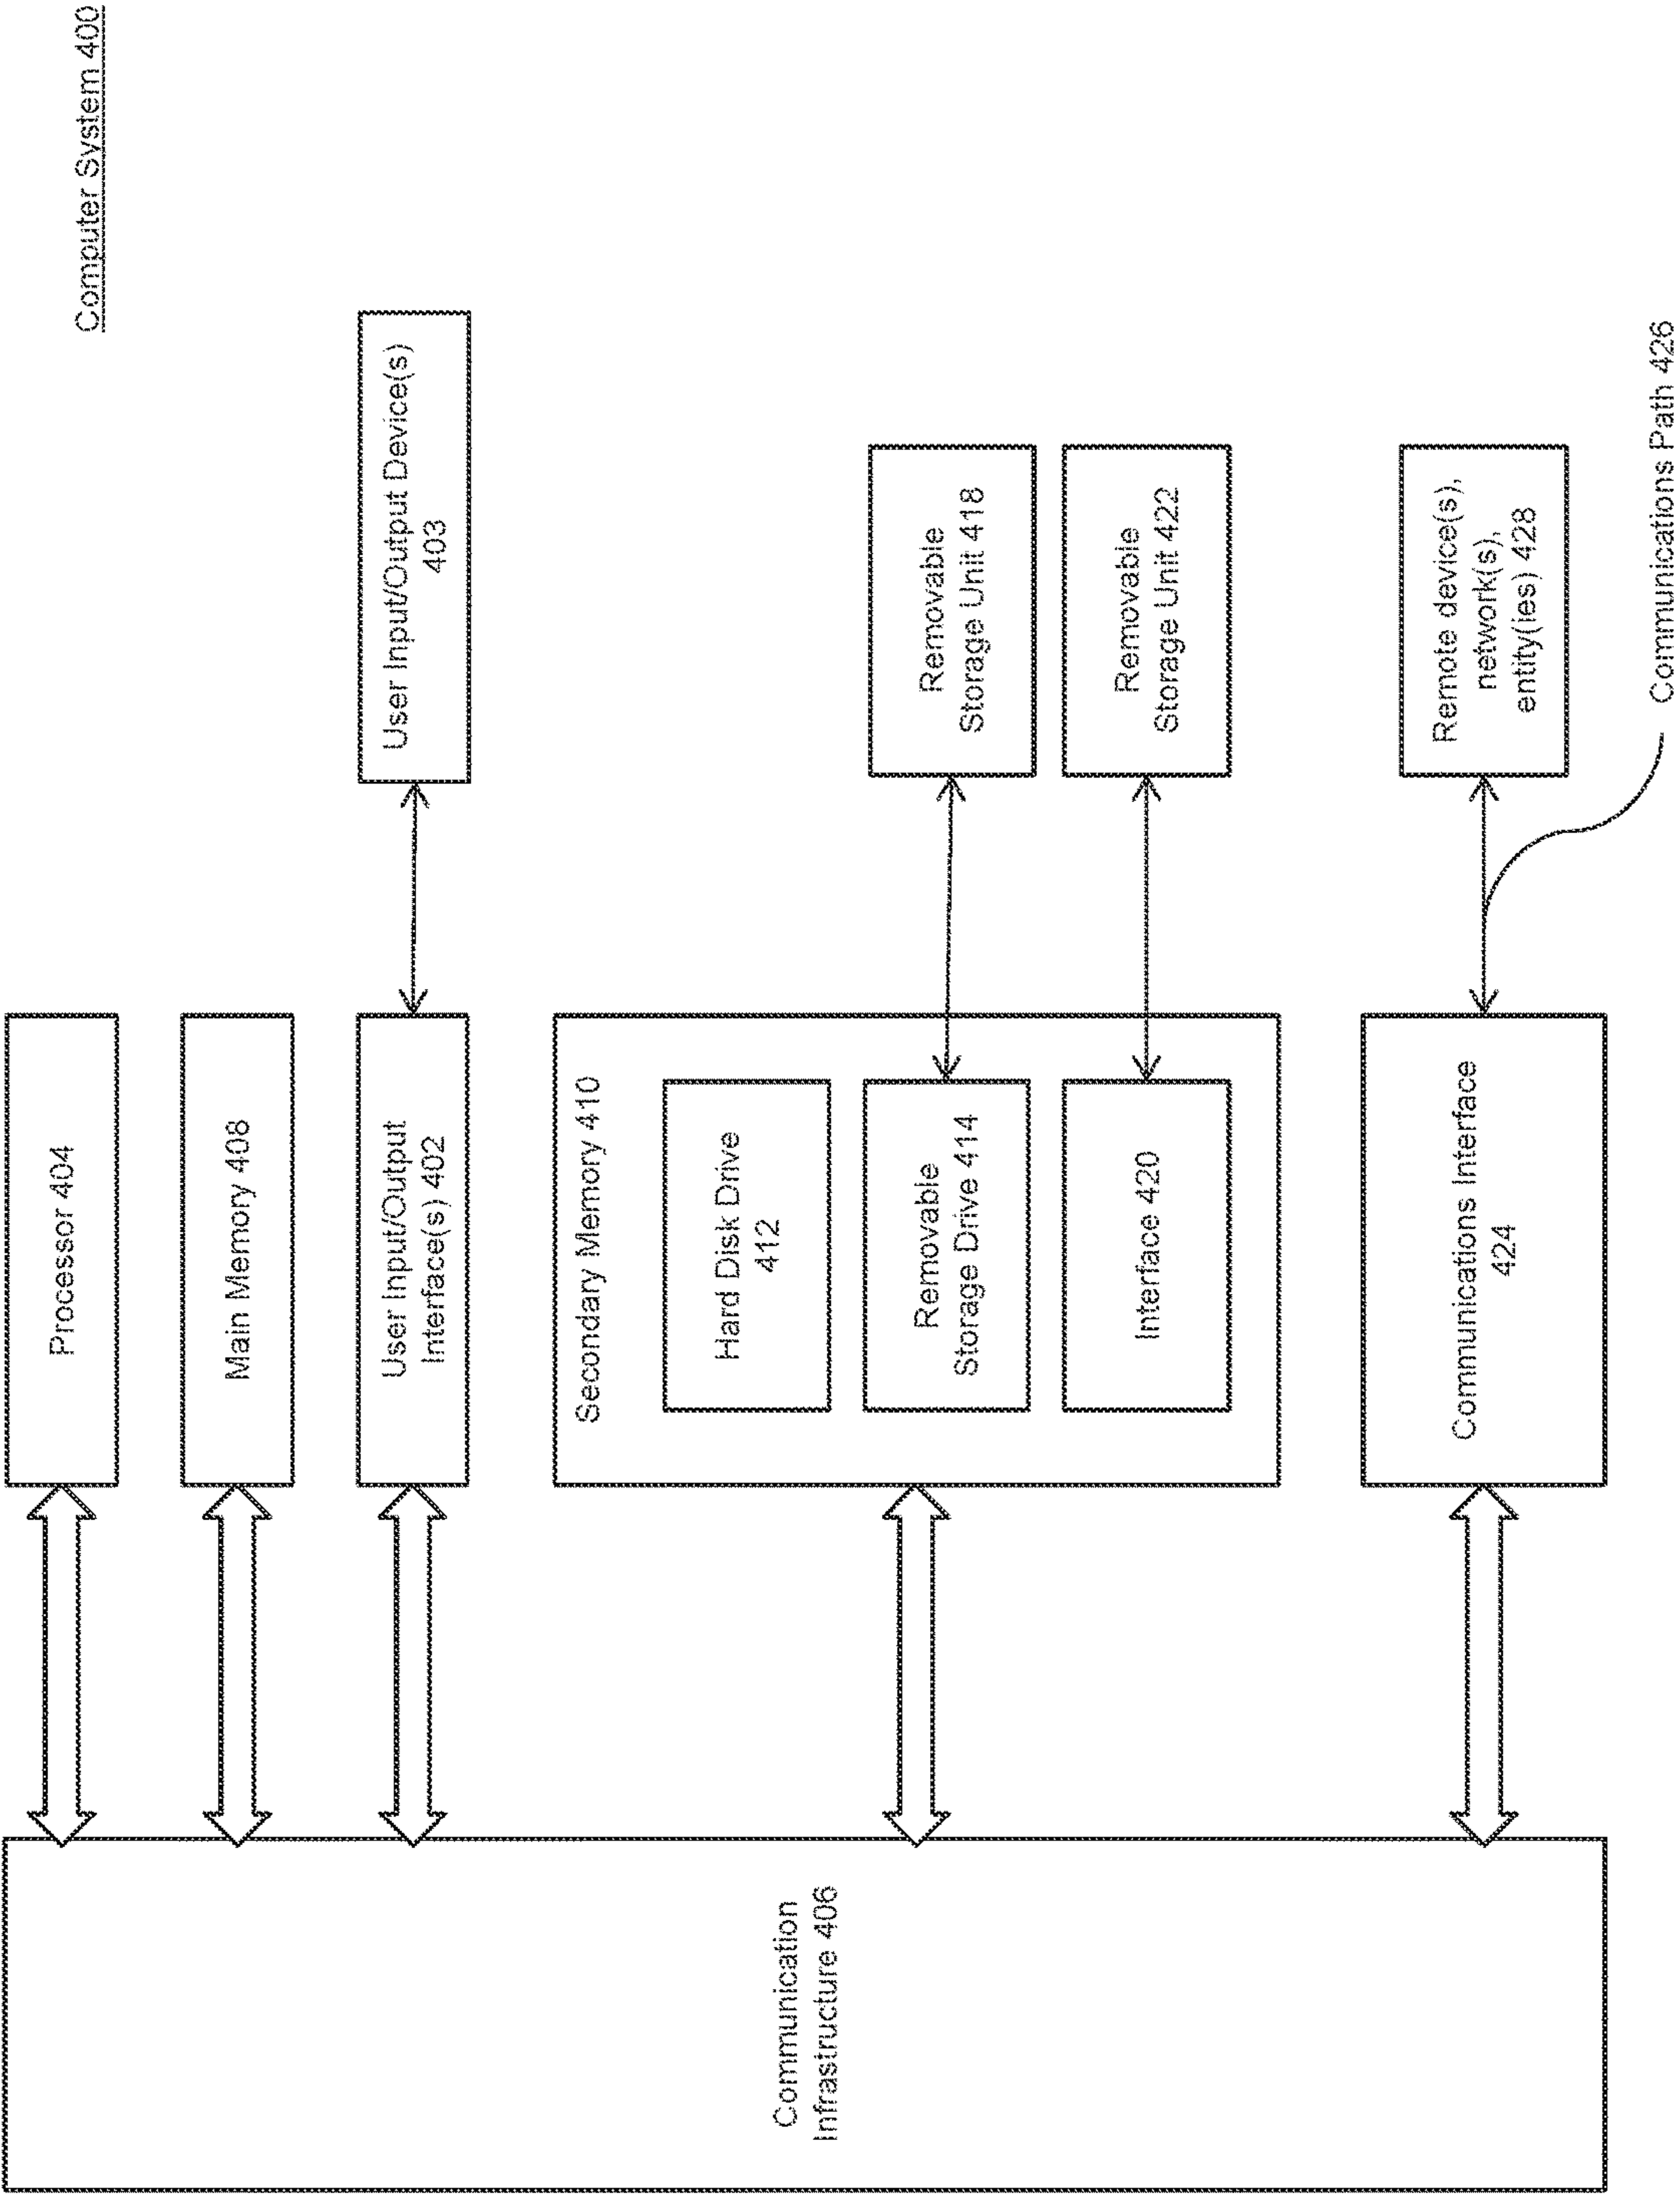 Computer System 400
Processor 404
Main Memory 408
User Input/Output
Interface(s) 402
User Input/Output Device(s)
403
Secondary Memory 410
Hard Disk Drive
412
Removable
Storage Drive 414
Removable
Storage Unit 418
Interface 420
Removable
Storage Unit 422
Communications Interface
424
Remote device(s),
network(s),
entity(ies) 428
Communications Path 426
Communication
Infrastructure 406